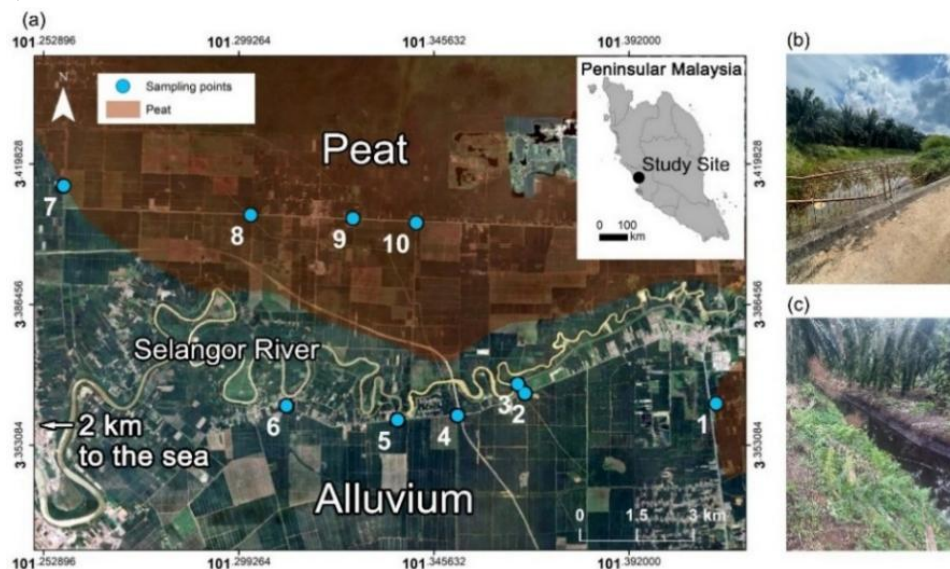 (a)
101.252896 101.299264 101.345632 101.392000
N
Sampling points
Peat
Peninsular Malaysia
Study Site
0 100
km
Peat
3.419828
3.419828
7
8
9
10
3.386456
3.386456
Selangor River
3
2
1
6
5
4
← 2 km
to the sea
3.353084
3.353084
Alluvium
0 1.5 3 km
101.252896 101.299264 101.345632 101.392000
(b)
(c)